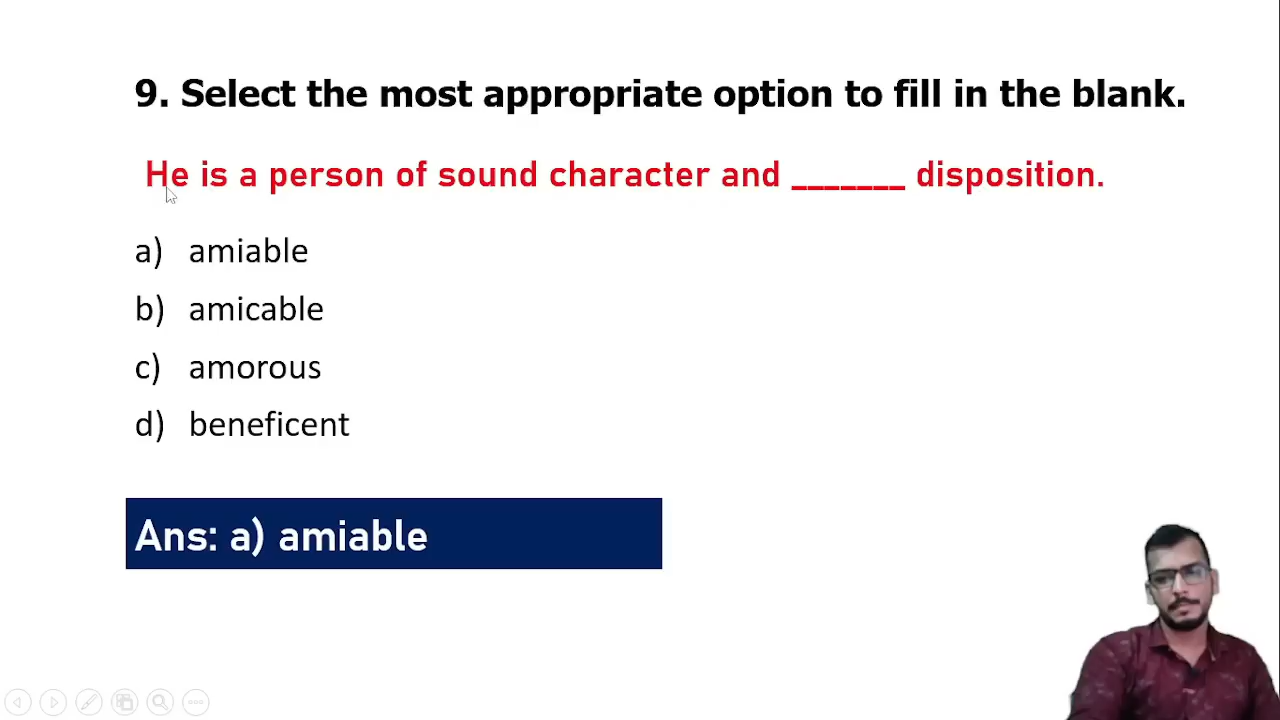 9. Select the most appropriate option to fill in the blank.
He is a person of sound character and _______ disposition.
a) amiable
b) amicable
c) amorous
d) beneficent
Ans: a) amiable